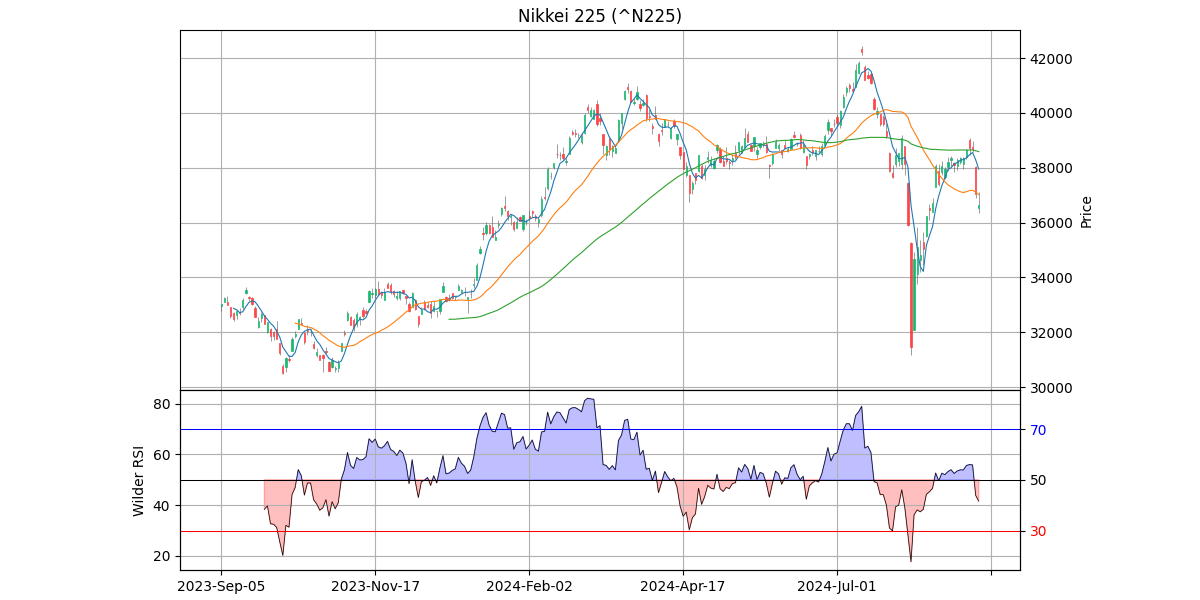 Nikkei 225 (^N225)
42000
40000
38000
36000
34000
32000
30000
Price
80
60
40
20
Wilder RSI
70
50
30
2023-Sep-05
2023-Nov-17
2024-Feb-02
2024-Apr-17
2024-Jul-01